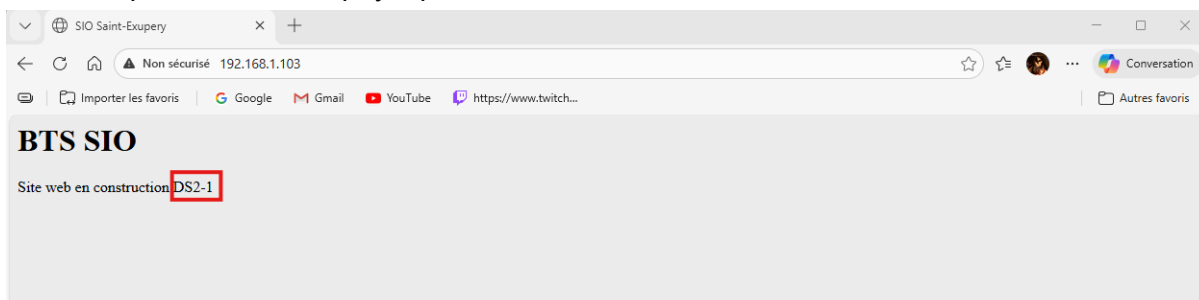 SIO Saint-Exupery
Non sécurisé 192.168.1.103
Conversation
Importer les favoris Google Gmail YouTube https://www.twitch... Autres favoris
BTS SIO
Site web en construction DS2-1